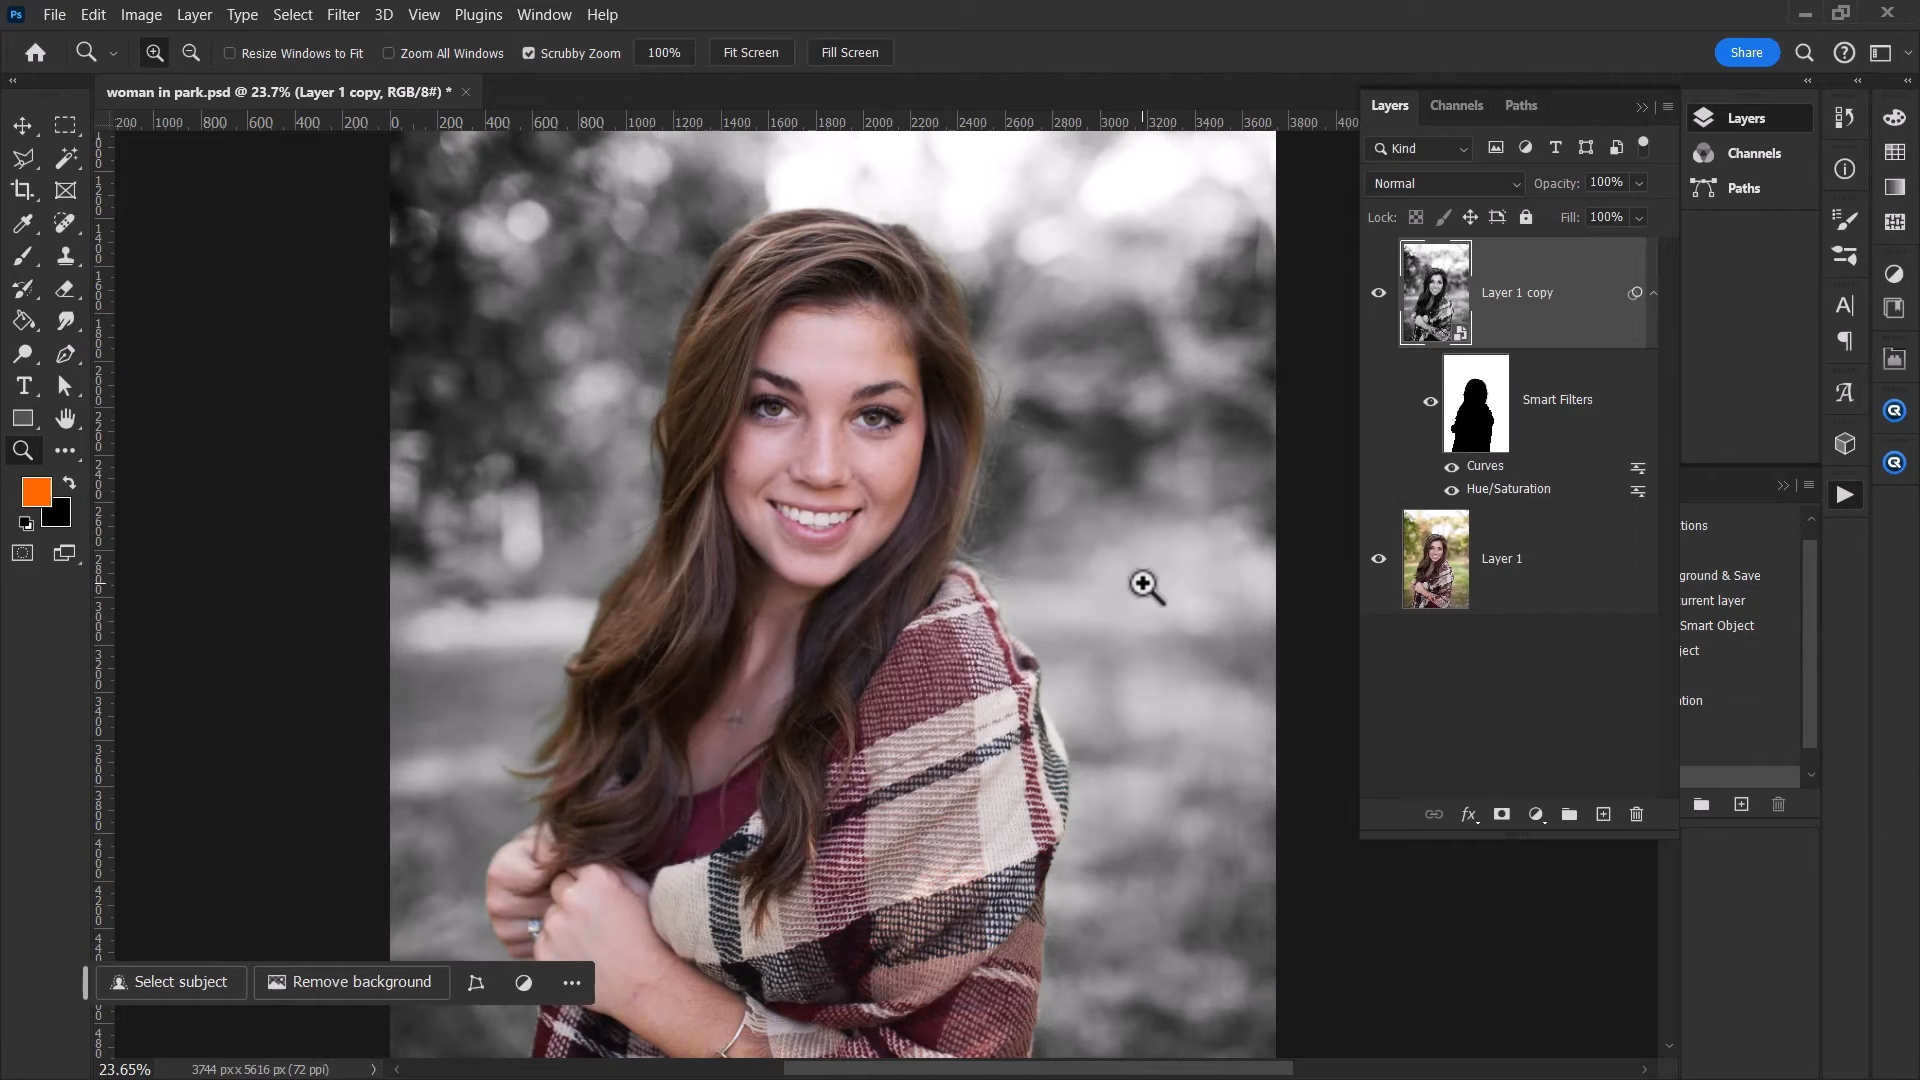 Ps File Edit Image Layer Type Select Filter 3D View Plugins Window Help
Resize Windows to Fit Zoom All Windows Scrubby Zoom 100% Fit Screen Fill Screen Share
woman in park.psd @ 23.7% (Layer 1 copy, RGB/8#) *
200 1000 800 600 400 200 0 200 400 600 800 1000 1200 1400 1600 1800 2000 2200 2400 2600 2800 3000 3200 3400 3600 3800 400
Layers Channels Paths
Kind
Normal Opacity: 100%
Lock: Fill: 100%
Layer 1 copy
Smart Filters
Curves
Hue/Saturation
Layer 1
Layers
Channels
Paths
tions
ground & Save
urrent layer
Smart Object
ject
tion
Select subject Remove background
23.65% 3744 px x 5616 px (72 ppi)